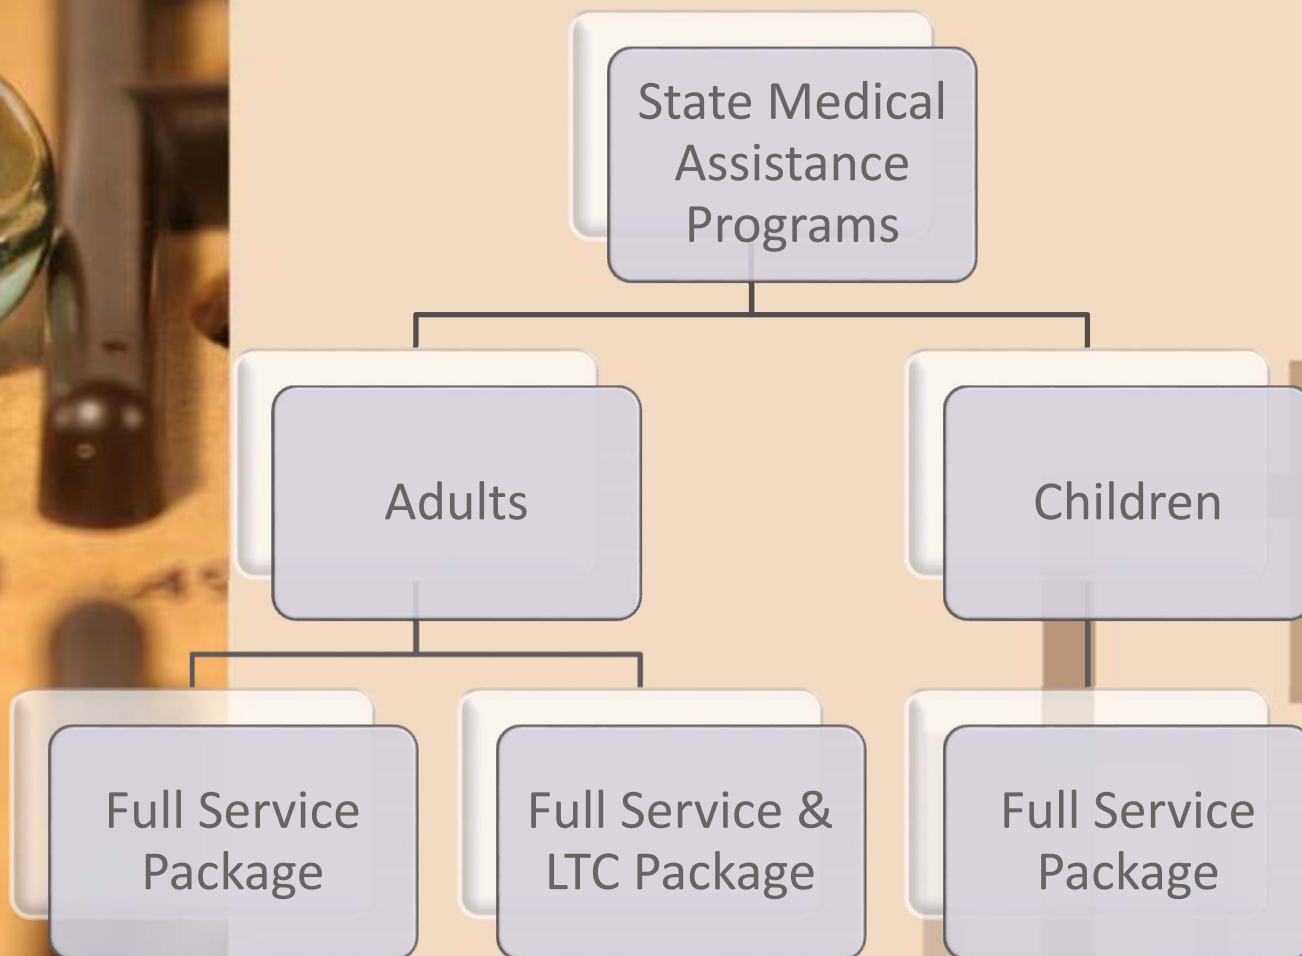 State Medical
Assistance
Programs
Adults
Children
Full Service
Package
Full Service &
LTC Package
Full Service
Package